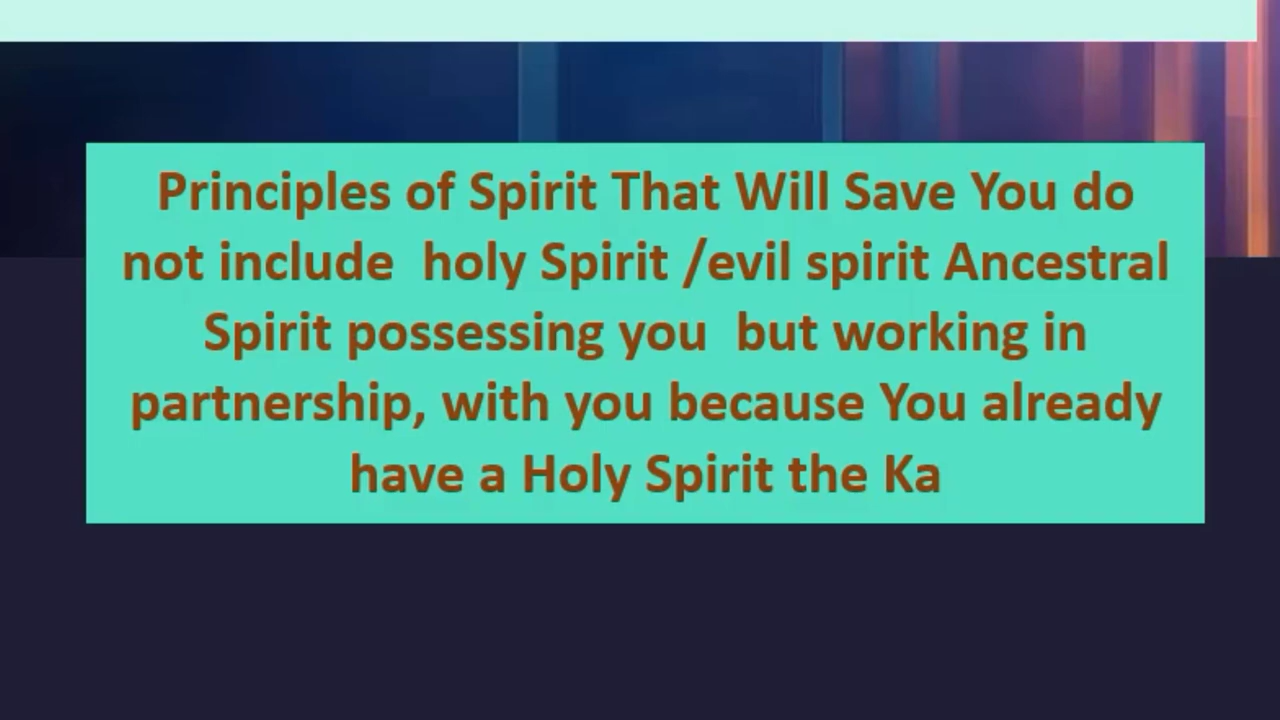 Principles of Spirit That Will Save You do
not include  holy Spirit /evil spirit Ancestral
Spirit possessing you  but working in
partnership, with you because You already
have a Holy Spirit the Ka